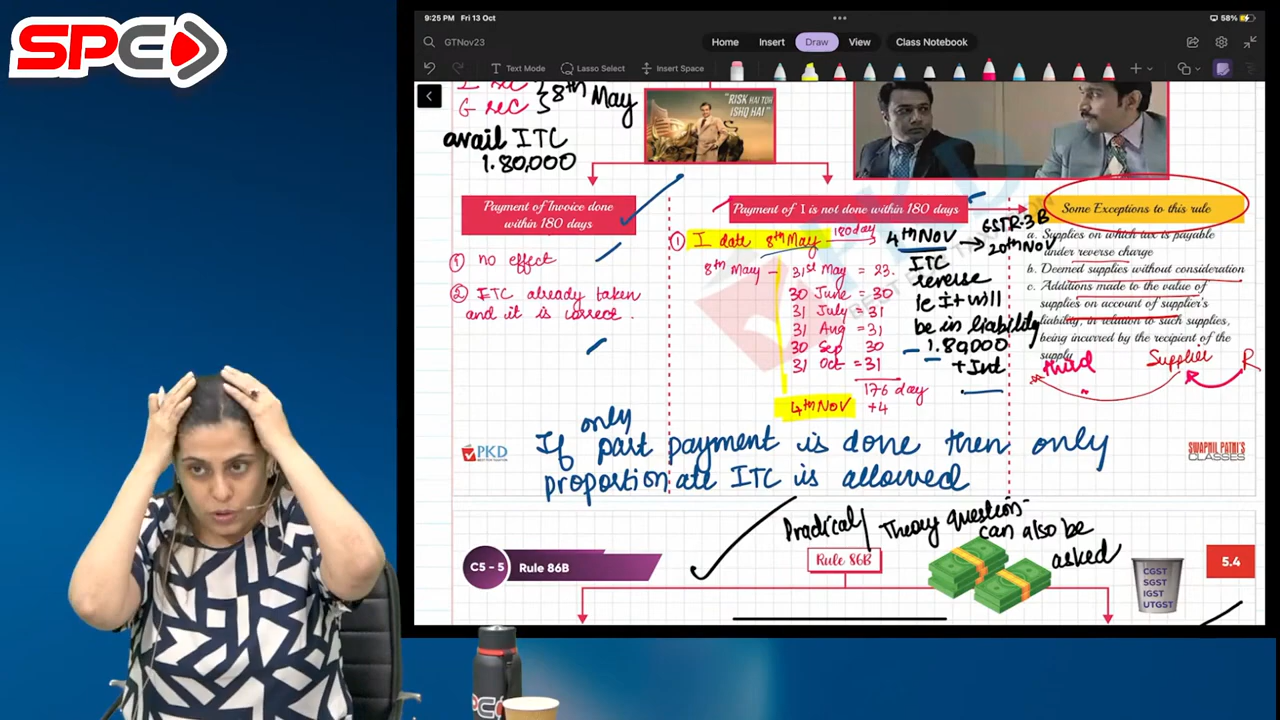 SPC
9:25 PM Fri 13 Oct
58%
GTNov23
Home Insert Draw View Class Notebook
Text Mode Lasso Select Insert Space
G rec } 8th May
avail ITC
1.80,000
"RISK HAI TOH
ISHQ HAI"
Payment of Invoice done
within 180 days
① no effect
② ITC already taken
and it is correct.
Payment of I is not done within 180 days
① I date 8th May 180 day 4th NOV → GSTR-3B
20th NOV
8th May - 31st May = 23.
30 June = 30
31 July = 31
31 Aug = 31
30 Sep 30
31 Oct = 31
176 day
4th NOV +4
ITC
reverse
ie It will
be in liability
1.80,000
+ Int
Some Exceptions to this rule
a. Supplies on which tax is payable
under reverse charge
b. Deemed supplies without consideration
c. Additions made to the value of
supplies on account of supplier's
liability, in relation to such supplies,
being incurred by the recipient of the
supply
third Supplier R
PKD
If only part payment is done then only
proportionate ITC is allowed
SWAPNIL PATNI'S
CLASSES
Practical/ Theory question
can also be
asked
C5 - 5 Rule 86B
Rule 86B
5.4
CGST
SGST
IGST
UTGST
SPC